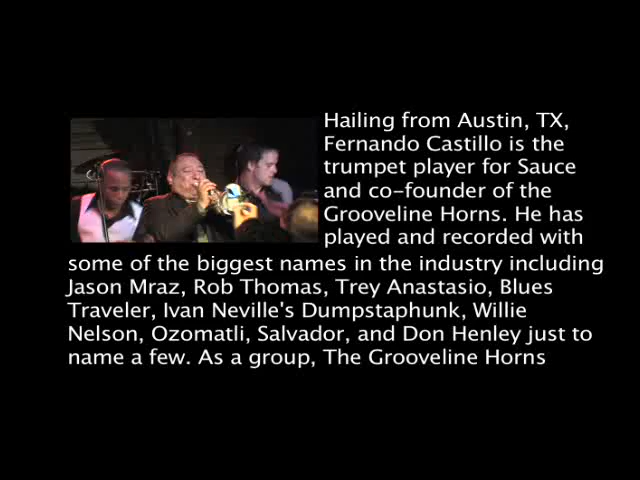 Hailing from Austin, TX,
Fernando Castillo is the
trumpet player for Sauce
and co-founder of the
Grooveline Horns. He has
played and recorded with
some of the biggest names in the industry including
Jason Mraz, Rob Thomas, Trey Anastasio, Blues
Traveler, Ivan Neville's Dumpstaphunk, Willie
Nelson, Ozomatli, Salvador, and Don Henley just to
name a few. As a group, The Grooveline Horns